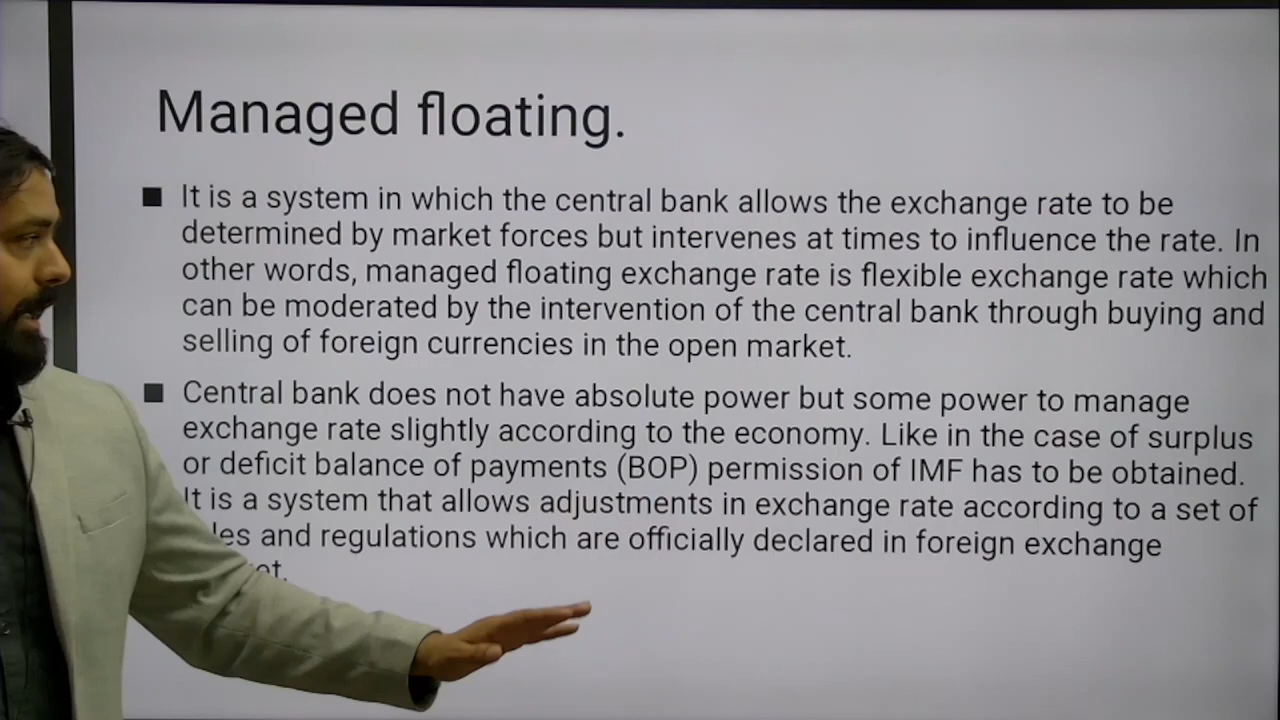 Managed floating.
It is a system in which the central bank allows the exchange rate to be
determined by market forces but intervenes at times to influence the rate. In
other words, managed floating exchange rate is flexible exchange rate which
can be moderated by the intervention of the central bank through buying and
selling of foreign currencies in the open market.
Central bank does not have absolute power but some power to manage
exchange rate slightly according to the economy. Like in the case of surplus
or deficit balance of payments (BOP) permission of IMF has to be obtained.
It is a system that allows adjustments in exchange rate according to a set of
and regulations which are officially declared in foreign exchange